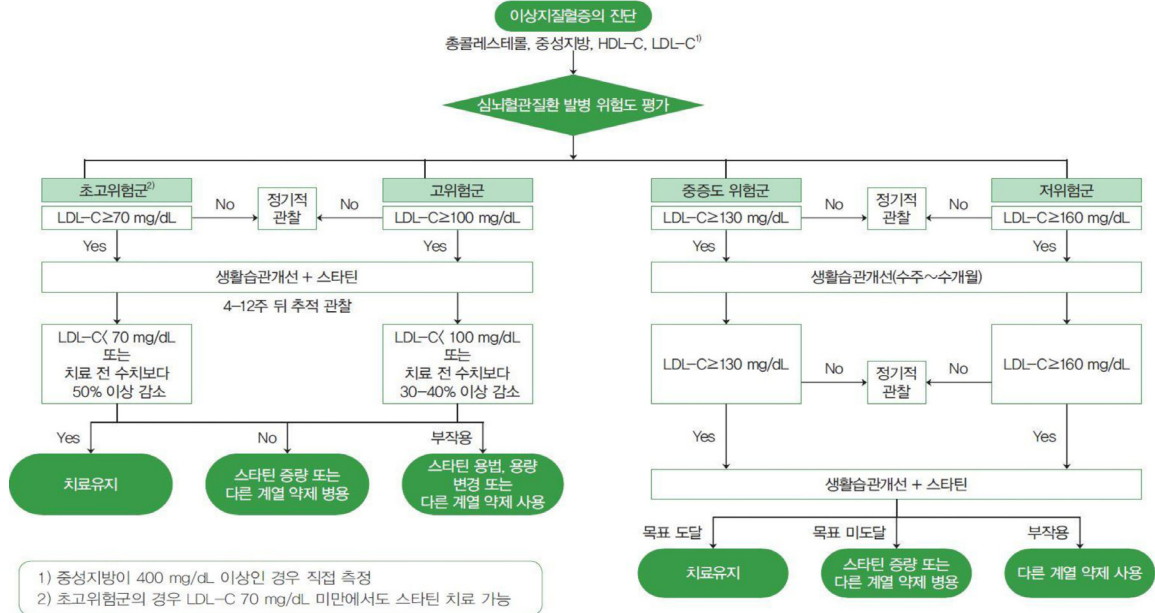 이상지질혈증의 진단
총콜레스테롤, 중성지방, HDL-C, LDL-C1)
심뇌혈관질환 발병 위험도 평가
초고위험군2)
LDL-C≥70 mg/dL
No
정기적
관찰
No
고위험군
LDL-C≥100 mg/dL
Yes
Yes
생활습관개선 + 스타틴
4-12주 뒤 추적 관찰
LDL-C< 70 mg/dL
또는
치료 전 수치보다
50% 이상 감소
LDL-C< 100 mg/dL
또는
치료 전 수치보다
30-40% 이상 감소
Yes
No
부작용
치료유지
스타틴 증량 또는
다른 계열 약제 병용
스타틴 용법, 용량
변경 또는
다른 계열 약제 사용
중증도 위험군
LDL-C≥130 mg/dL
No
정기적
관찰
No
저위험군
LDL-C≥160 mg/dL
Yes
Yes
생활습관개선(수주~수개월)
LDL-C≥130 mg/dL
No
정기적
관찰
No
LDL-C≥160 mg/dL
Yes
Yes
생활습관개선 + 스타틴
목표 도달
목표 미도달
부작용
치료유지
스타틴 증량 또는
다른 계열 약제 병용
다른 계열 약제 사용
1) 중성지방이 400 mg/dL 이상인 경우 직접 측정
2) 초고위험군의 경우 LDL-C 70 mg/dL 미만에서도 스타틴 치료 가능